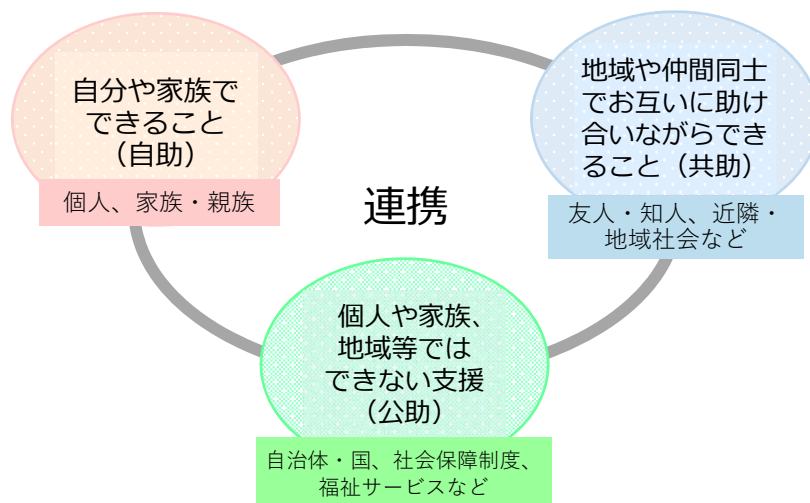 自分や家族で
できること
（自助）
個人、家族・親族
地域や仲間同士
でお互いに助け
合いながらでき
ること（共助）
友人・知人、近隣・
地域社会など
連携
個人や家族、
地域等では
できない支援
（公助）
自治体・国、社会保障制度、
福祉サービスなど